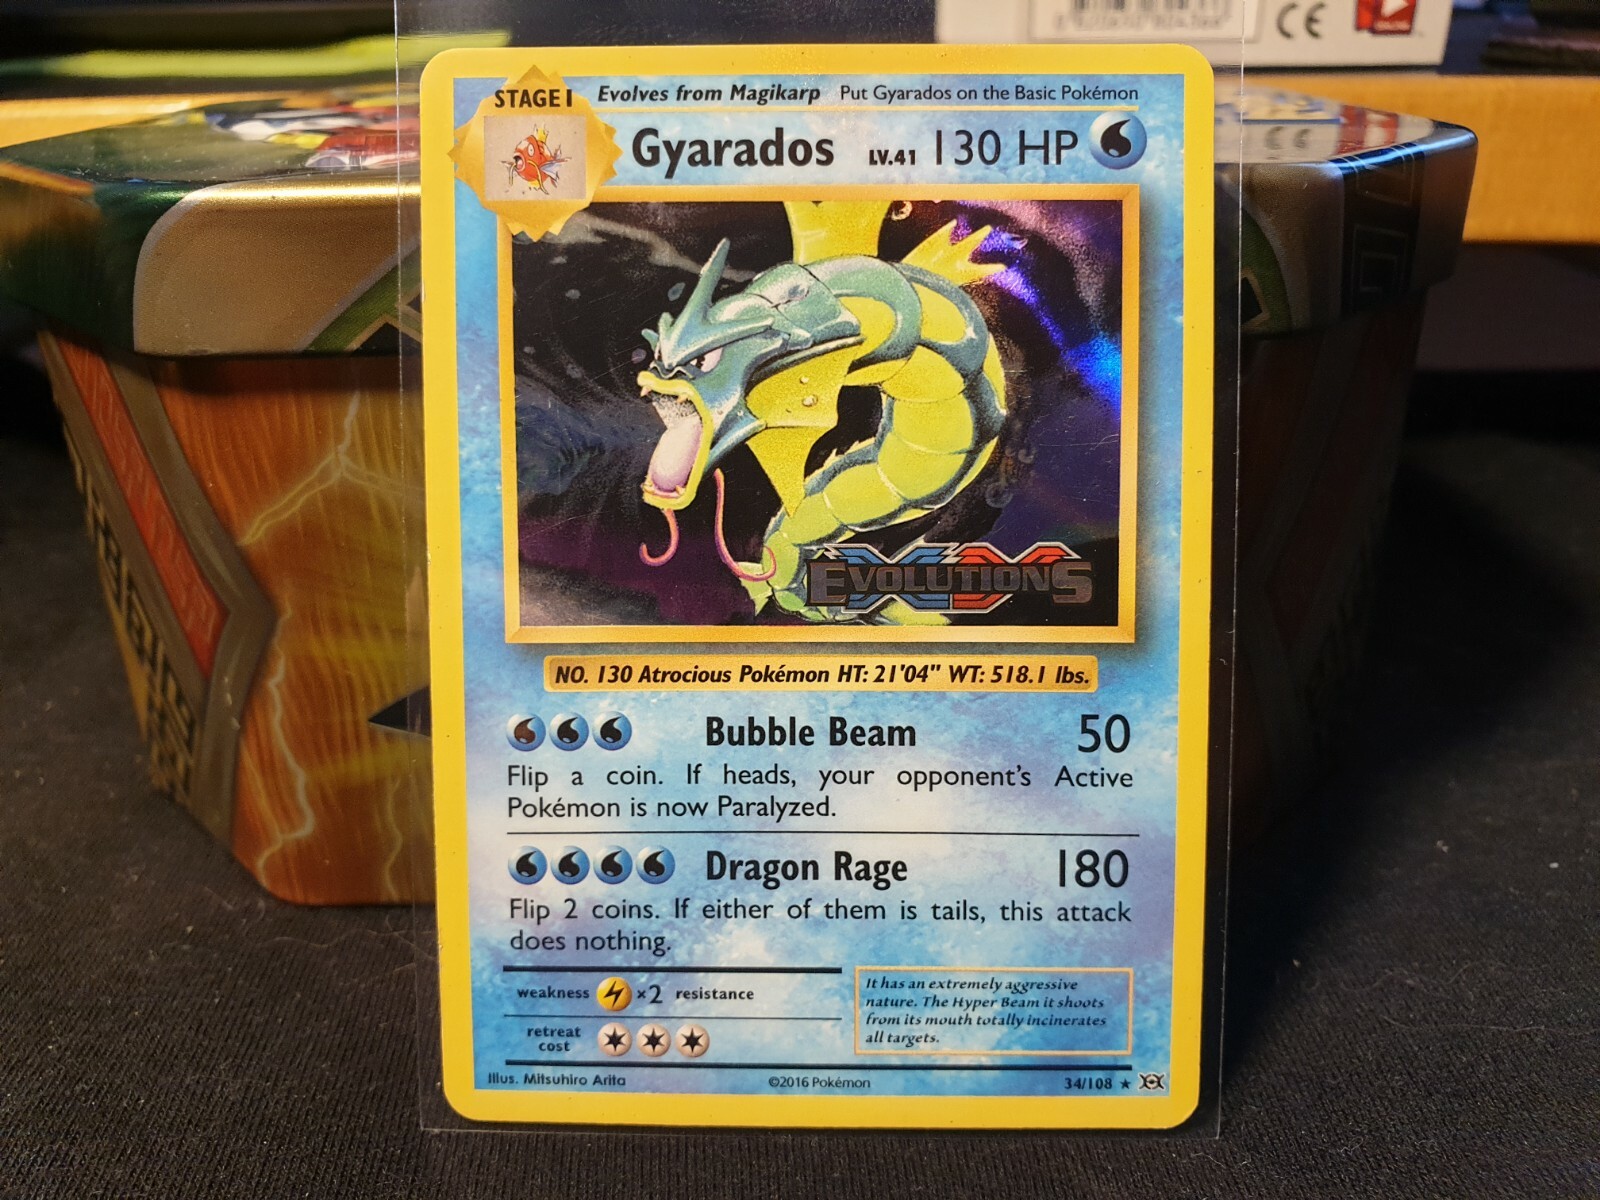 CE
STAGE 1 Evolves from Magikarp Put Gyarados on the Basic Pokémon
Gyarados LV.41 130 HP
XY
EVOLUTIONS
NO. 130 Atrocious Pokémon HT: 21'04" WT: 518.1 lbs.
Bubble Beam 50
Flip a coin. If heads, your opponent's Active
Pokémon is now Paralyzed.
Dragon Rage 180
Flip 2 coins. If either of them is tails, this attack
does nothing.
weakness ×2 resistance
retreat
cost
It has an extremely aggressive
nature. The Hyper Beam it shoots
from its mouth totally incinerates
all targets.
Illus. Mitsuhiro Arita ©2016 Pokémon 34/108 ★